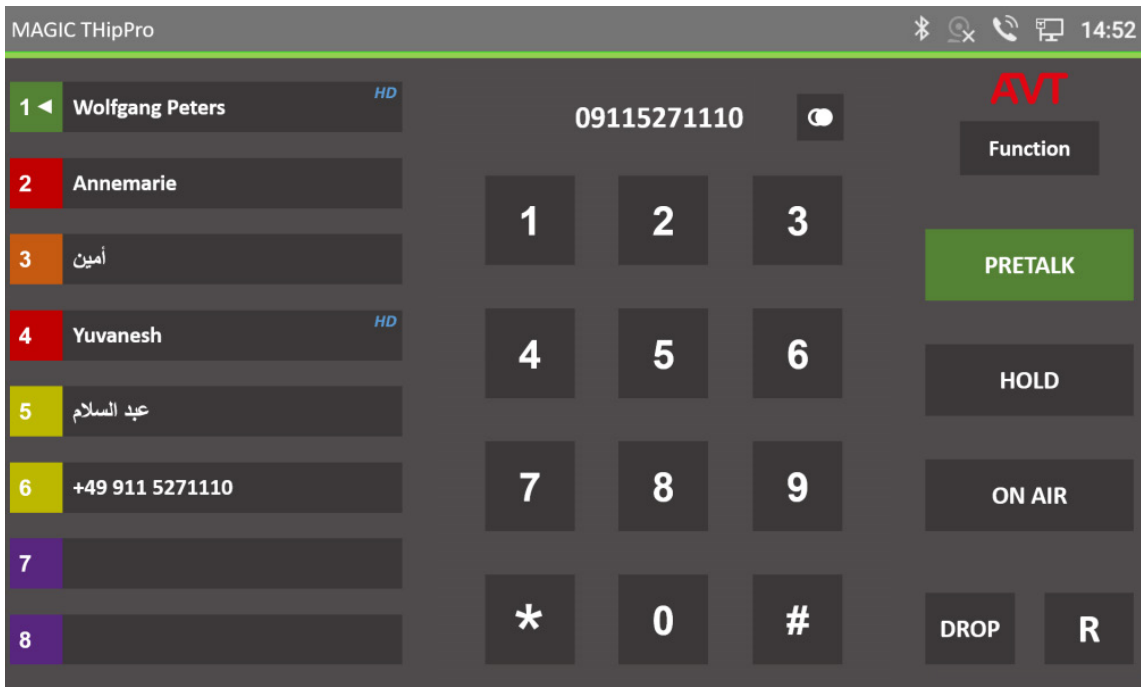 MAGIC THipPro 14:52
1 Wolfgang Peters HD
2 Annemarie
3 أمين
4 Yuvanesh HD
5 عبد السلام
6 +49 911 5271110
7
8
09115271110
1 2 3
4 5 6
7 8 9
* 0 #
AVT
Function
PRETALK
HOLD
ON AIR
DROP R